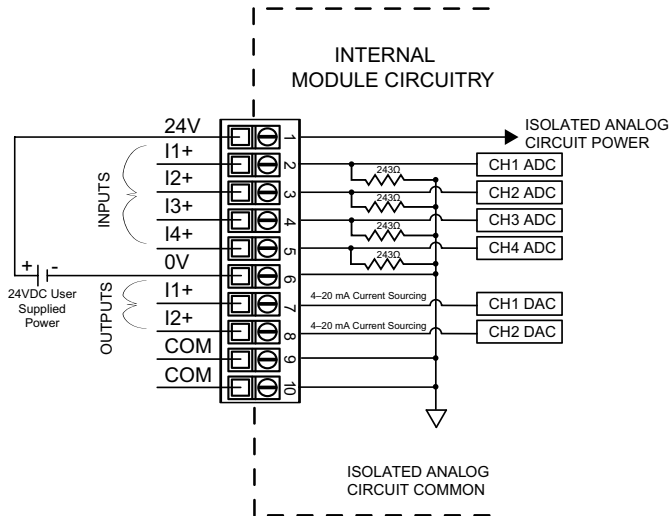 INTERNAL
MODULE CIRCUITRY
24V
I1+
I2+
I3+
I4+
0V
I1+
I2+
COM
COM
INPUTS
OUTPUTS
+ -
24VDC User
Supplied
Power
1
2
3
4
5
6
7
8
9
10
ISOLATED ANALOG
CIRCUIT POWER
243Ω
243Ω
243Ω
243Ω
CH1 ADC
CH2 ADC
CH3 ADC
CH4 ADC
4–20 mA Current Sourcing
CH1 DAC
4–20 mA Current Sourcing
CH2 DAC
ISOLATED ANALOG
CIRCUIT COMMON